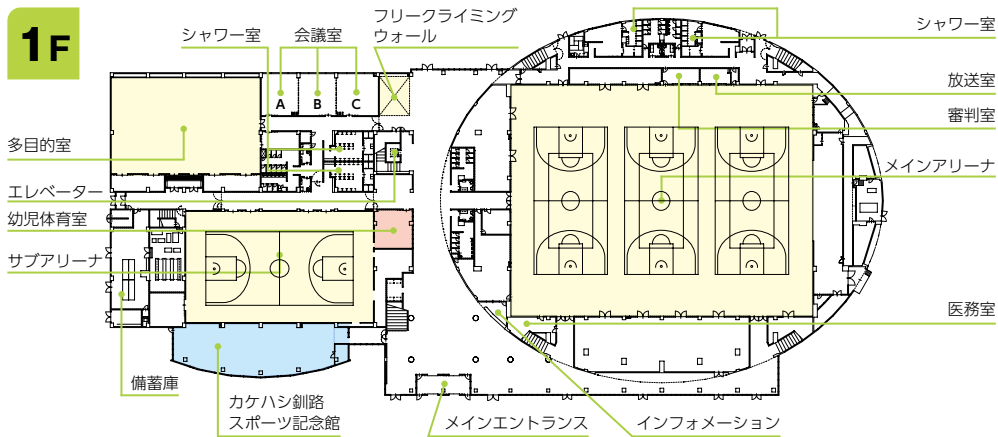 1F
シャワー室
会議室
フリークライミング
ウォール
シャワー室
A
B
C
放送室
審判室
多目的室
メインアリーナ
エレベーター
幼児体育室
サブアリーナ
医務室
備蓄庫
カケハシ釧路
スポーツ記念館
メインエントランス
インフォメーション